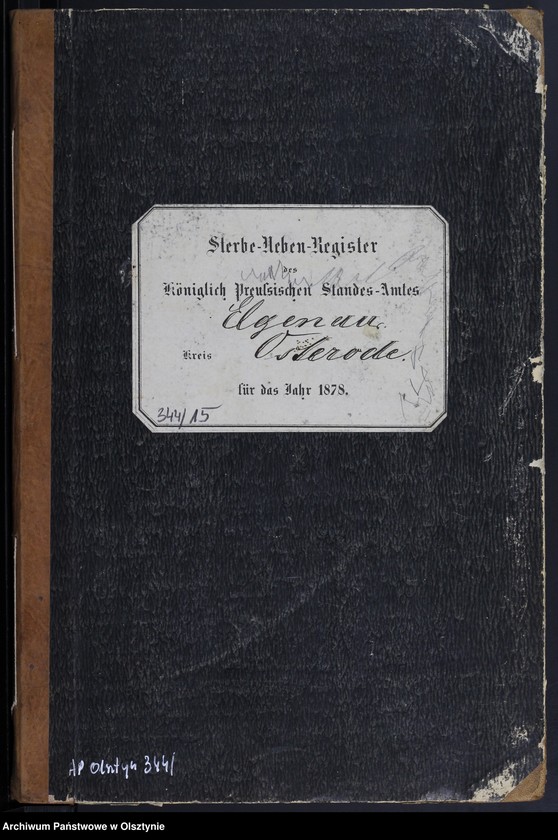 Sterbe-Neben-Register
des
Königlich Preussischen Standes-Amtes
Elgenau
Kreis Osterode.
für das Jahr 1878.
344/15
AP Olsztyn 344/
Archiwum Państwowe w Olsztynie